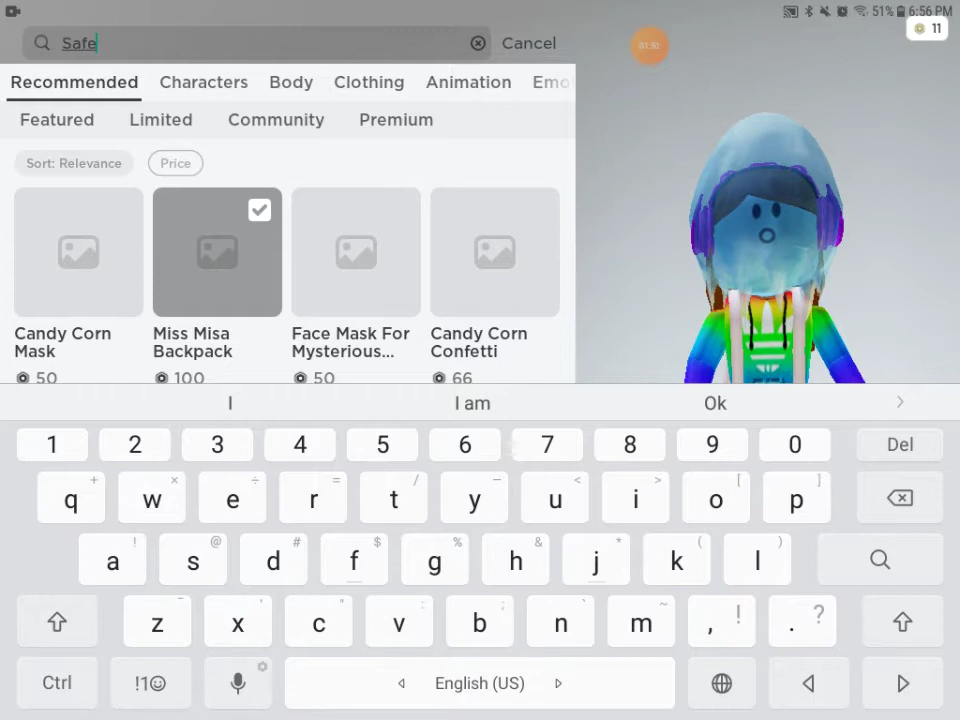 51% 6:56 PM
Safe
Cancel
11
Recommended Characters Body Clothing Animation Emo
Featured Limited Community Premium
Sort: Relevance Price
Candy Corn Mask
50
Miss Misa Backpack
100
Face Mask For Mysterious...
50
Candy Corn Confetti
66
I I am Ok
1 2 3 4 5 6 7 8 9 0 Del
q + w × e ÷ r = t / y – u < i > o [ p ]
a ! s @ d # f $ g % h & j * k ( l )
z x ' c " v : b ; n ` m ~ , ! . ?
Ctrl !1☺ English (US)